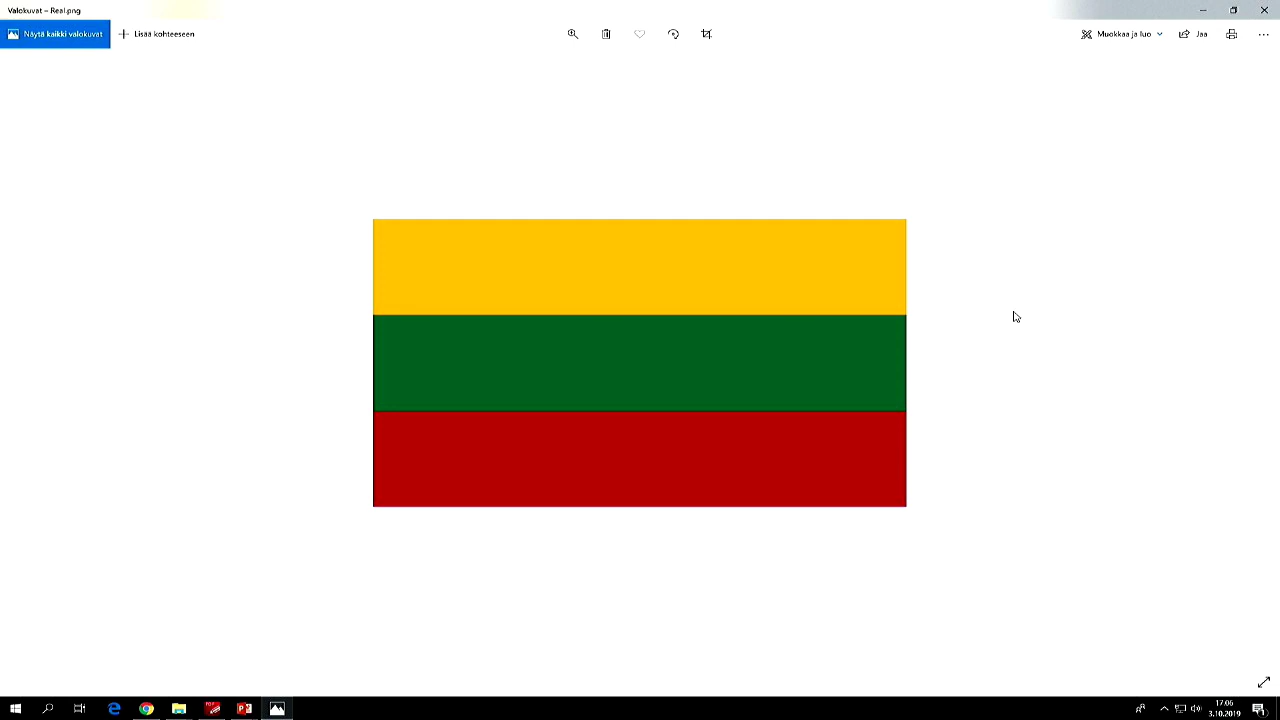 Valokuvat – Real.png
Näytä kaikki valokuvat
Lisää kohteeseen
Muokkaa ja luo
Jaa
17.06
3.10.2019